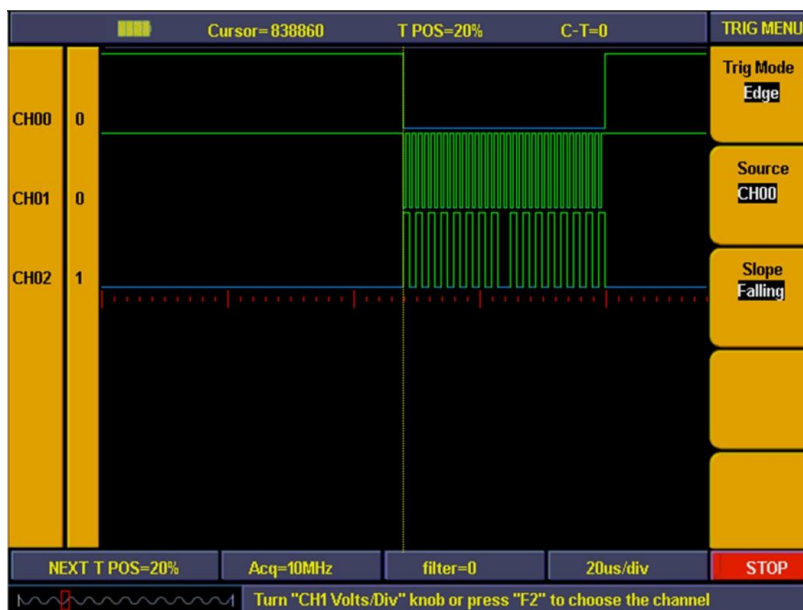 Cursor=838860 T POS=20% C-T=0 TRIG MENU
Trig Mode
Edge
CH00 0
Source
CH00
CH01 0
Slope
Falling
CH02 1
NEXT T POS=20% Acq=10MHz filter=0 20us/div STOP
Turn "CH1 Volts/Div" knob or press "F2" to choose the channel